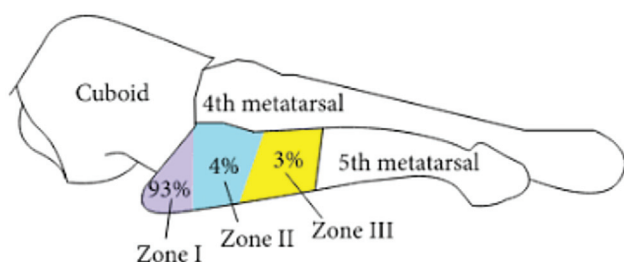 Cuboid
4th metatarsal
93%
4%
3%
5th metatarsal
Zone I
Zone II
Zone III